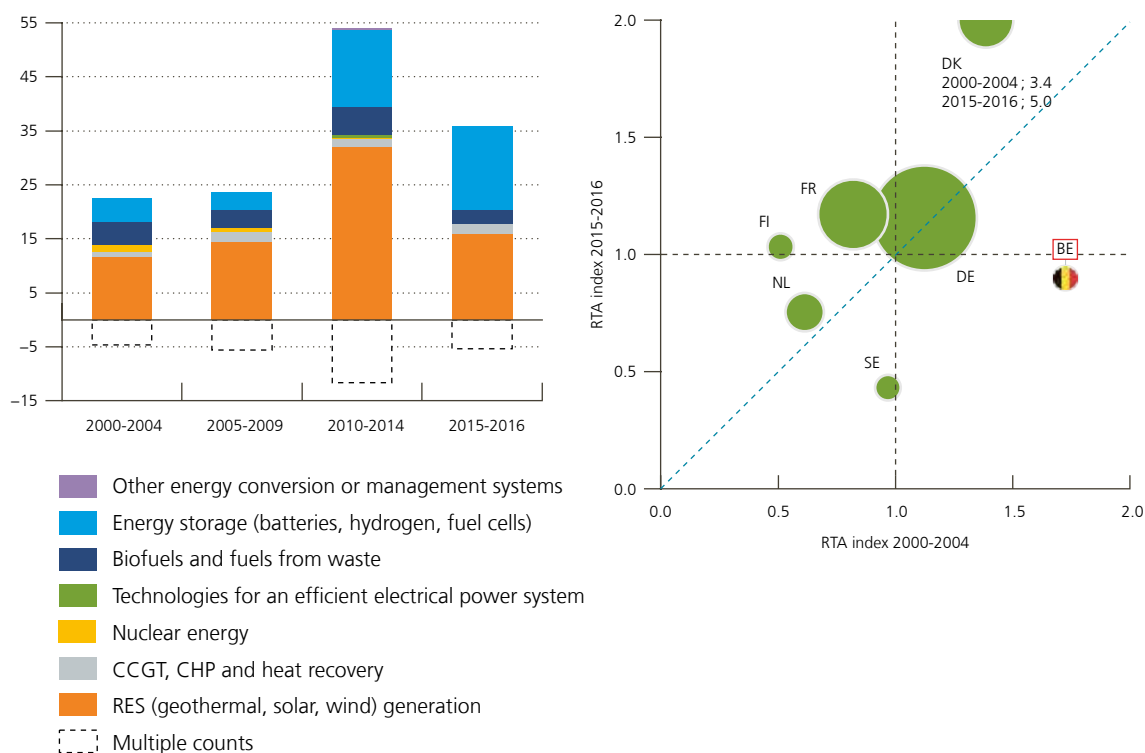 55
45
35
25
15
5
–5
–15
2000-2004
2005-2009
2010-2014
2015-2016
Other energy conversion or management systems
Energy storage (batteries, hydrogen, fuel cells)
Biofuels and fuels from waste
Technologies for an efficient electrical power system
Nuclear energy
CCGT, CHP and heat recovery
RES (geothermal, solar, wind) generation
Multiple counts
RTA index 2015-2016
2.0
1.5
1.0
0.5
0.0
DK
2000-2004 ; 3.4
2015-2016 ; 5.0
FR
FI
BE
NL
DE
SE
0.0
0.5
1.0
1.5
2.0
RTA index 2000-2004